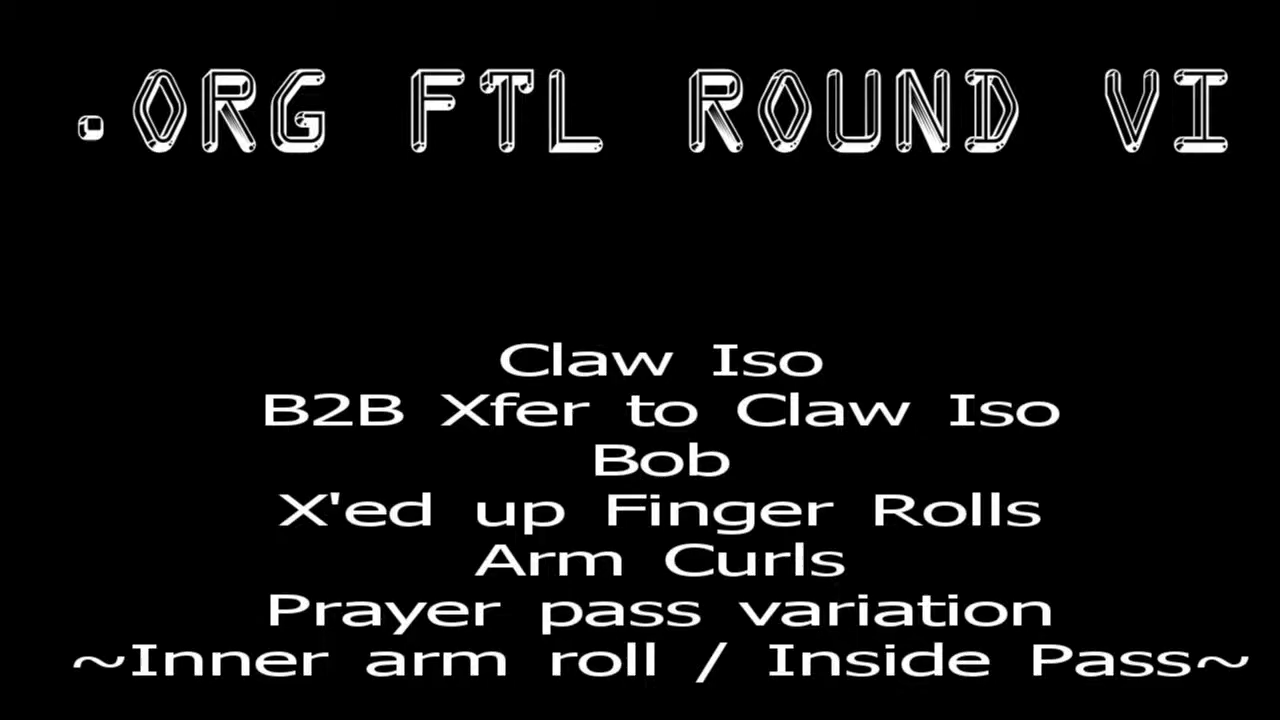 .ORG FTL ROUND VI
Claw Iso
B2B Xfer to Claw Iso
Bob
X'ed up Finger Rolls
Arm Curls
Prayer pass variation
~Inner arm roll / Inside Pass~